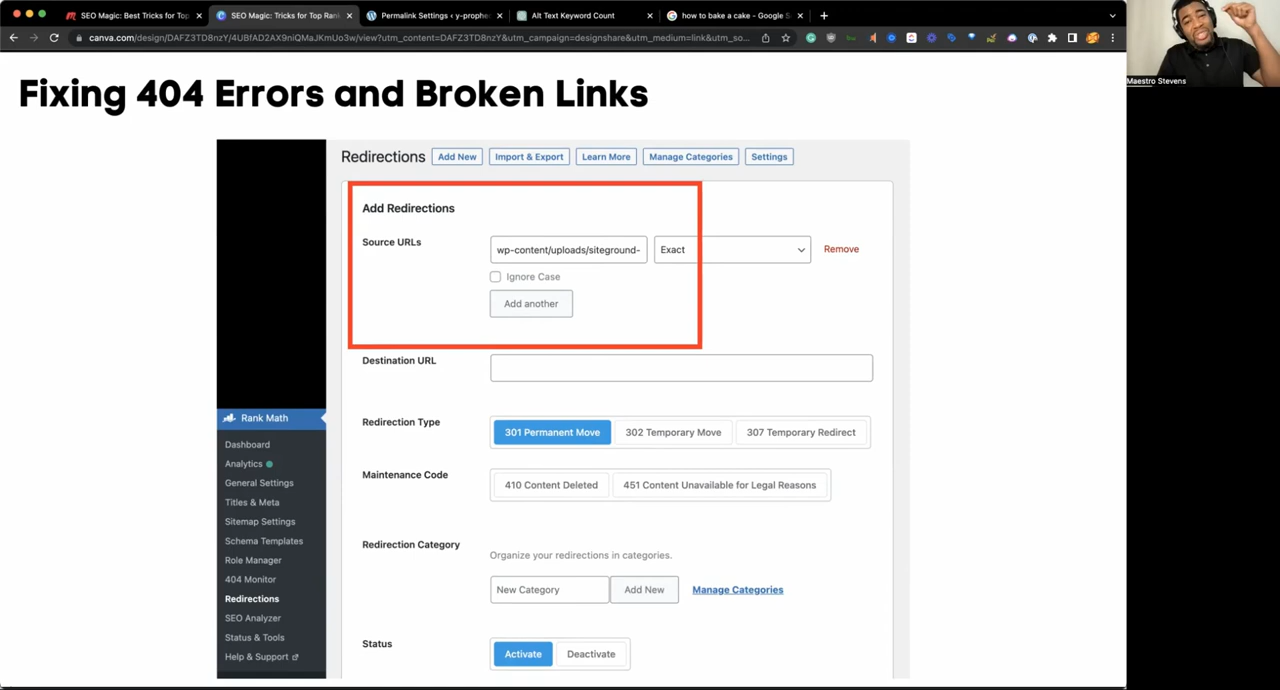 SEO Magic: Best Tricks for Top
SEO Magic: Tricks for Top Ran
Permalink Settings ‹ y-prophe
Alt Text Keyword Count
how to bake a cake - Google S
canva.com/design/DAFZ3TD8nzY/4UBfAD2AX9niQMaJKmUo3w/view?utm_content=DAFZ3TD8nzY&utm_campaign=designshare&utm_medium=link&utm_so...
Maestro Stevens
Fixing 404 Errors and Broken Links
Redirections Add New Import & Export Learn More Manage Categories Settings
Add Redirections
Source URLs
wp-content/uploads/siteground- Exact Remove
Ignore Case
Add another
Destination URL
Redirection Type
301 Permanent Move 302 Temporary Move 307 Temporary Redirect
Maintenance Code
410 Content Deleted 451 Content Unavailable for Legal Reasons
Redirection Category
Organize your redirections in categories.
New Category Add New Manage Categories
Status
Activate Deactivate
Rank Math
Dashboard
Analytics
General Settings
Titles & Meta
Sitemap Settings
Schema Templates
Role Manager
404 Monitor
Redirections
SEO Analyzer
Status & Tools
Help & Support